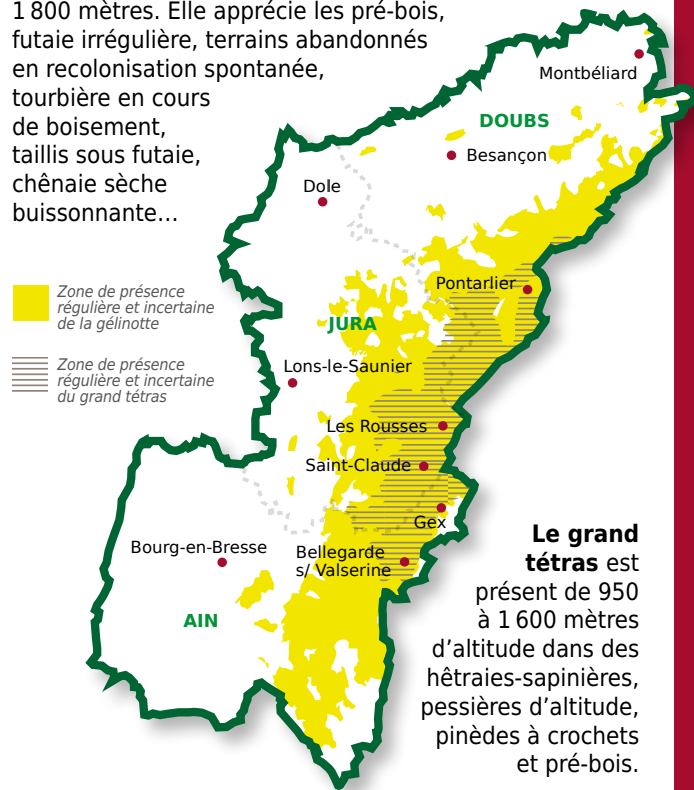 1 800 mètres. Elle apprécie les pré-bois,
futaie irrégulière, terrains abandonnés
en recolonisation spontanée,
tourbière en cours
de boisement,
taillis sous futaie,
chênaie sèche
buissonnante…
Montbéliard
DOUBS
Besançon
Dole
Zone de présence
régulière et incertaine
de la gélinotte
Pontarlier
JURA
Zone de présence
régulière et incertaine
du grand tétras
Lons-le-Saunier
Les Rousses
Saint-Claude
Gex
Bourg-en-Bresse
Bellegarde
s/ Valserine
AIN
Le grand
tétras est
présent de 950
à 1 600 mètres
d’altitude dans des
hêtraies-sapinières,
pessières d’altitude,
pinèdes à crochets
et pré-bois.